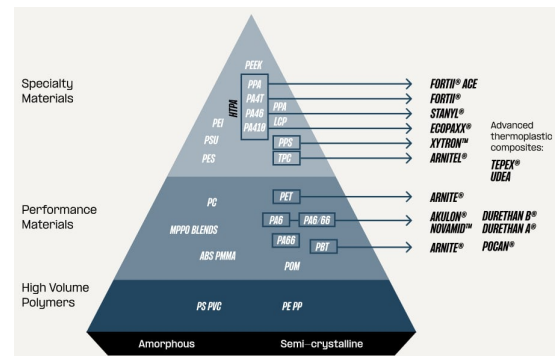 PEEK
Specialty
Materials
HTPA
PPA
PA4T
PA46
PA410
PPA
LCP
PEI
PSU
PES
PPS
TPC
FORTII® ACE
FORTII®
STANYL®
ECOPAXX®
XYTRON™
ARNITEL®
Advanced
thermoplastic
composites:
TEPEX®
UDEA
Performance
Materials
PC
MPPO BLENDS
ABS PMMA
PET
PA6
PA6/66
PA66
PBT
POM
ARNITE®
AKULON® DURETHAN B®
NOVAMID™ DURETHAN A®
ARNITE® POCAN®
High Volume
Polymers
PS PVC
PE PP
Amorphous
Semi-crystalline